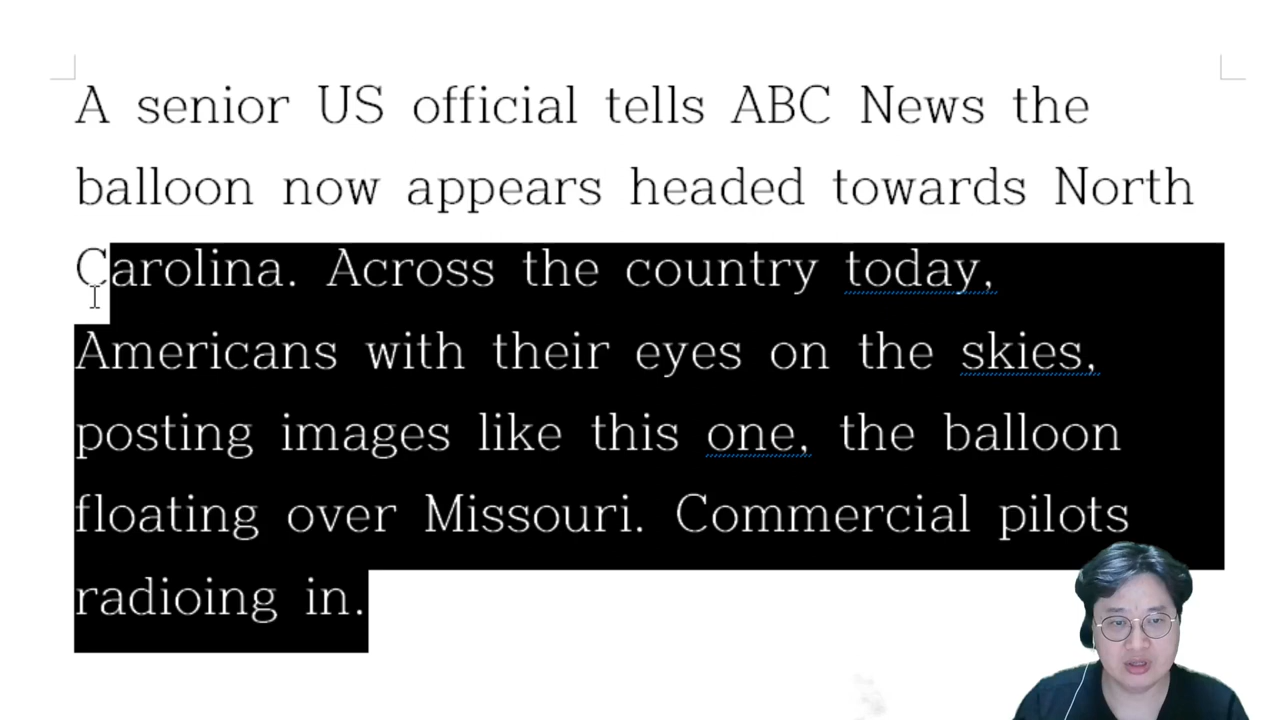 A senior US official tells ABC News the
balloon now appears headed towards North
Carolina. Across the country today,
Americans with their eyes on the skies,
posting images like this one, the balloon
floating over Missouri. Commercial pilots
radioing in.